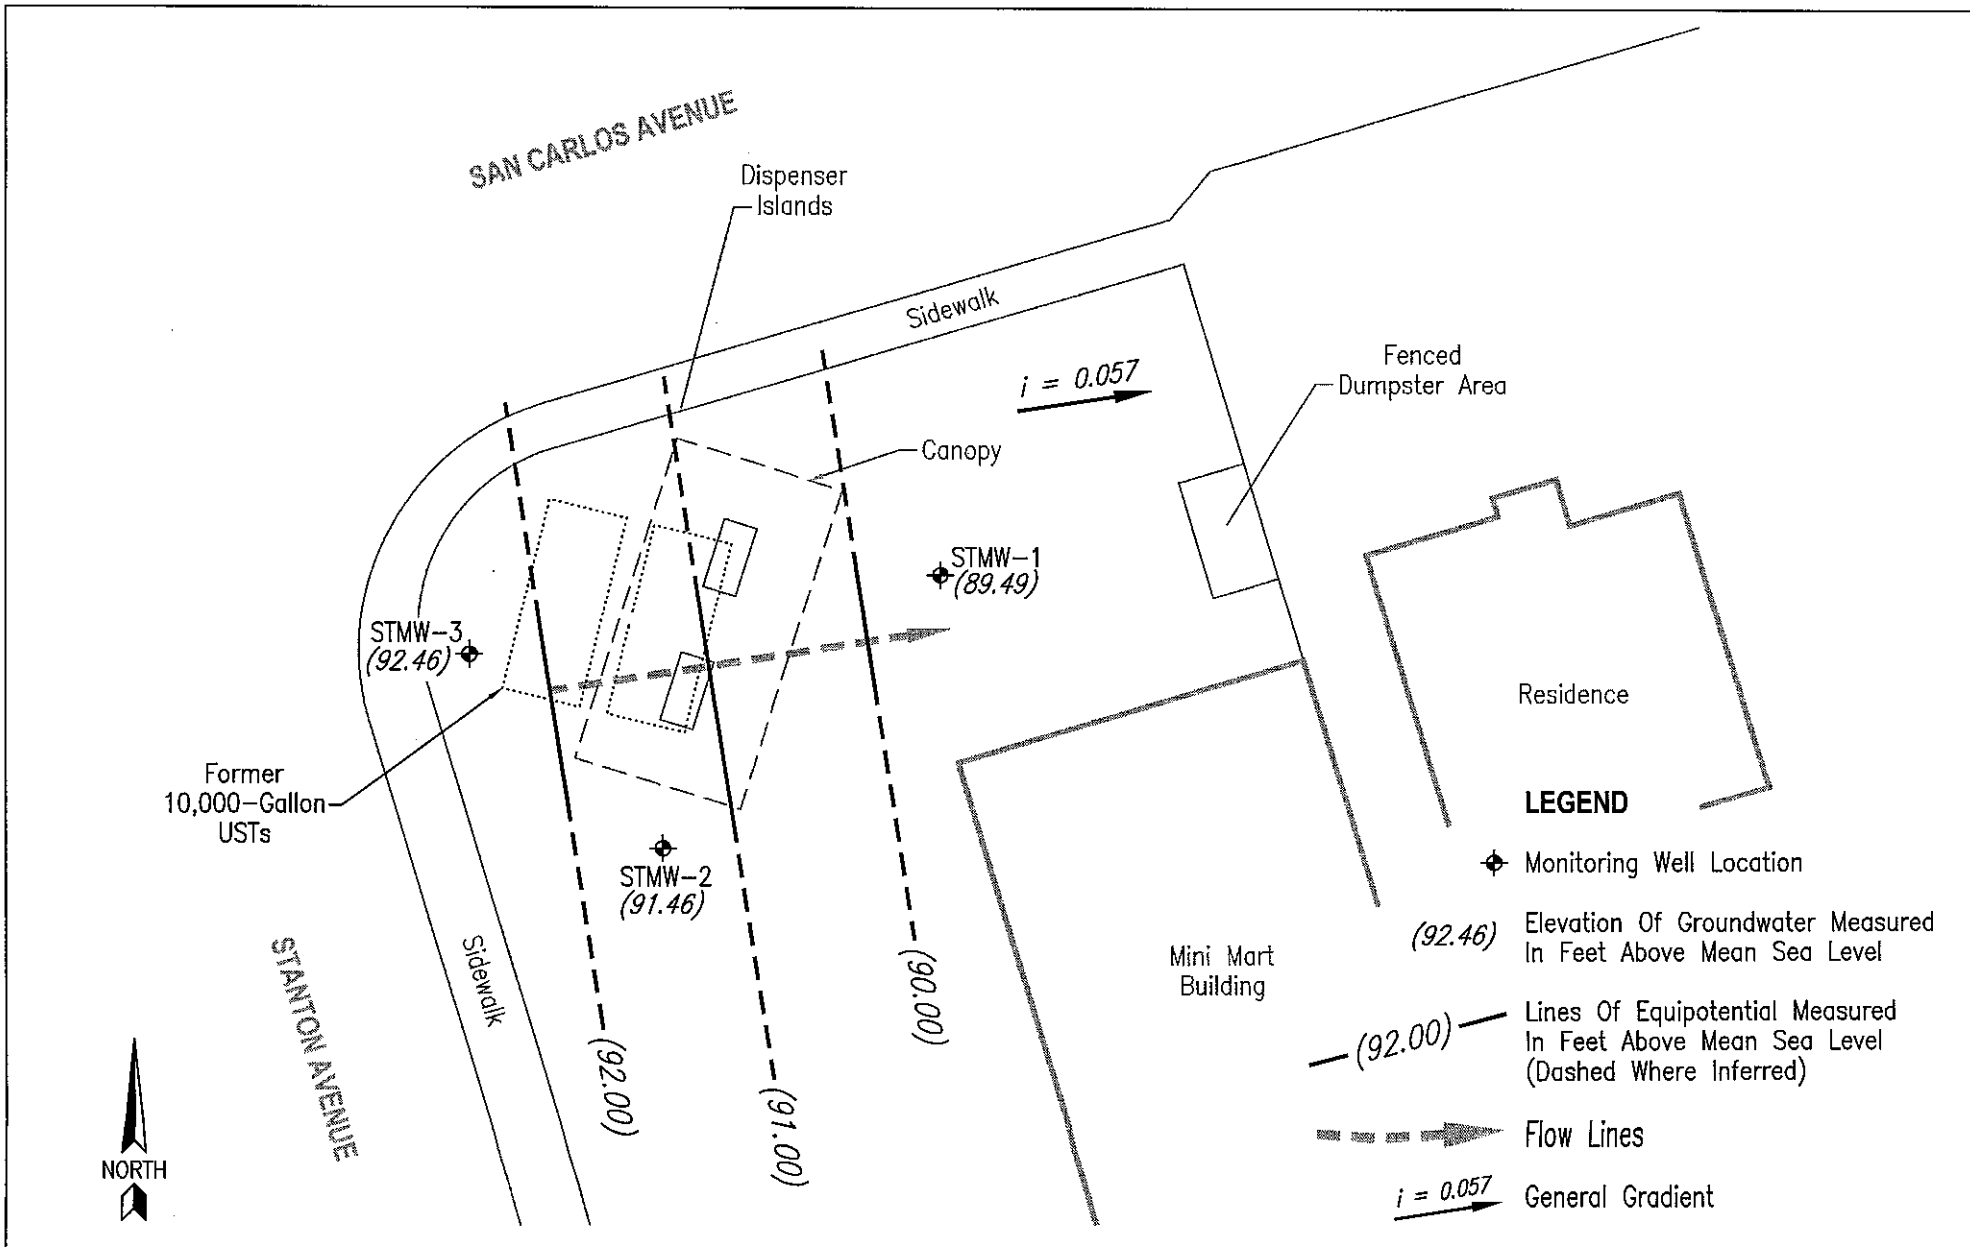 SAN CARLOS AVENUE
Dispenser
Islands
Sidewalk
i = 0.057
Fenced
Dumpster Area
Canopy
STMW-1
(89.49)
STMW-3
(92.46)
Residence
Former
10,000-Gallon
USTs
STMW-2
(91.46)
STANTON AVENUE
Sidewalk
(92.00)
(91.00)
(90.00)
Mini Mart
Building
NORTH
LEGEND
Monitoring Well Location
(92.46) Elevation Of Groundwater Measured
In Feet Above Mean Sea Level
(92.00) Lines Of Equipotential Measured
In Feet Above Mean Sea Level
(Dashed Where Inferred)
Flow Lines
i = 0.057 General Gradient